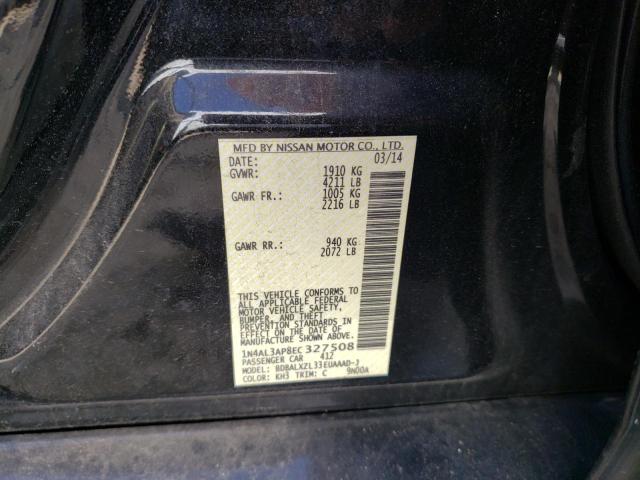 MFD BY NISSAN MOTOR CO., LTD.
DATE: 03/14
GVWR: 1910 KG
4211 LB
GAWR FR.: 1005 KG
2216 LB
GAWR RR.: 940 KG
2072 LB
THIS VEHICLE CONFORMS TO
ALL APPLICABLE FEDERAL
MOTOR VEHICLE SAFETY,
BUMPER, AND THEFT
PREVENTION STANDARDS IN
EFFECT ON THE DATE OF
MANUFACTURE SHOWN ABOVE.
1N4AL3AP8EC327508
PASSENGER CAR 412
MODEL: BDBALXZL33EUAAAD-J
COLOR: KH3 TRIM: C 9N00A